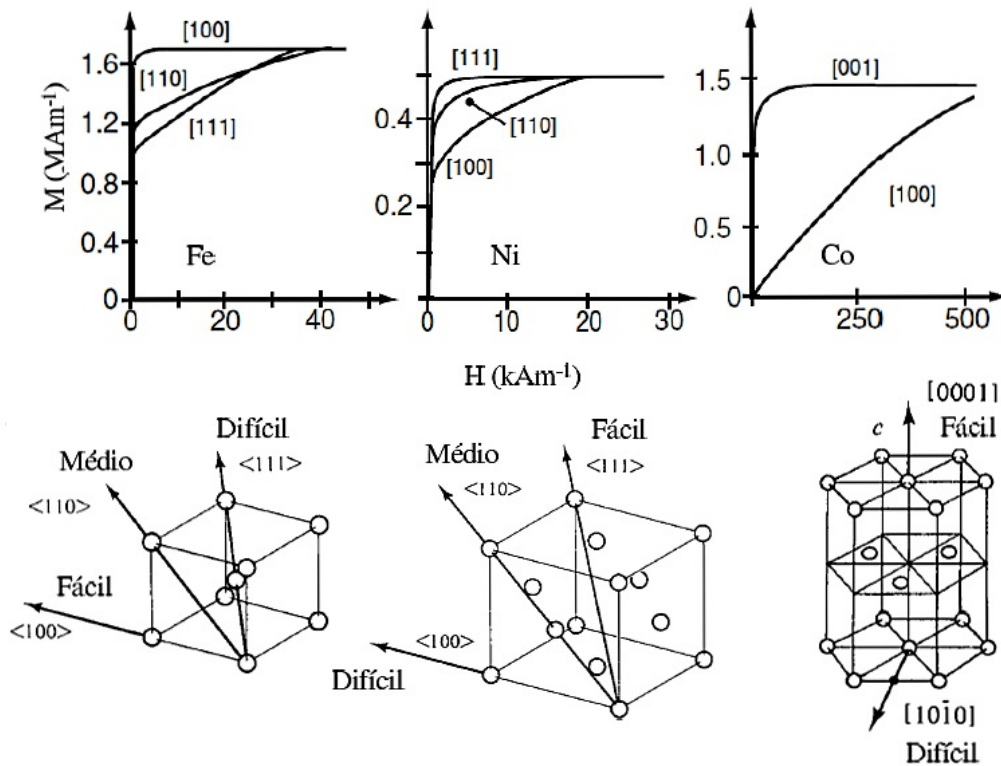 M (MAm⁻¹)
1.6
1.2
0.8
0.4
0
[100]
[110]
[111]
Fe
0
20
40
0.4
0.2
0
[111]
[110]
[100]
Ni
0
10
20
30
1.5
1.0
0.5
0
[001]
[100]
Co
250
500
H (kAm⁻¹)
Difícil
<111>
Médio
<110>
Fácil
<100>
Fácil
<111>
Médio
<110>
<100>
Difícil
[0001]
c Fácil
[101̄0]
Difícil